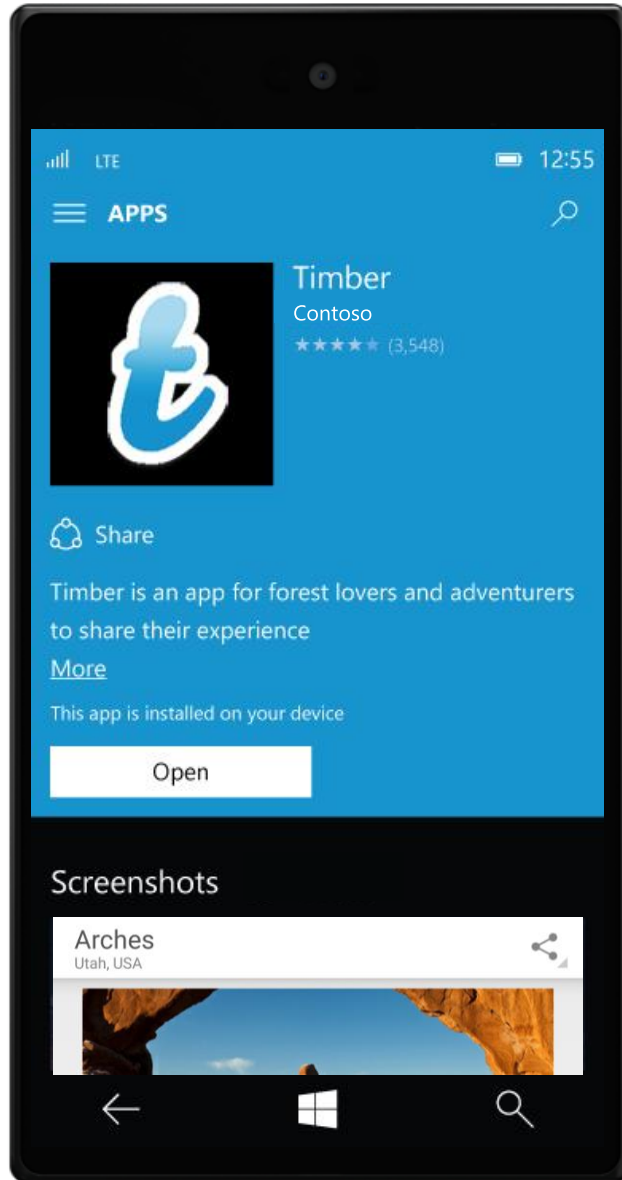 LTE 12:55
APPS
t
Timber
Contoso
(3,548)
Share
Timber is an app for forest lovers and adventurers
to share their experience
More
This app is installed on your device
Open
Screenshots
Arches
Utah, USA